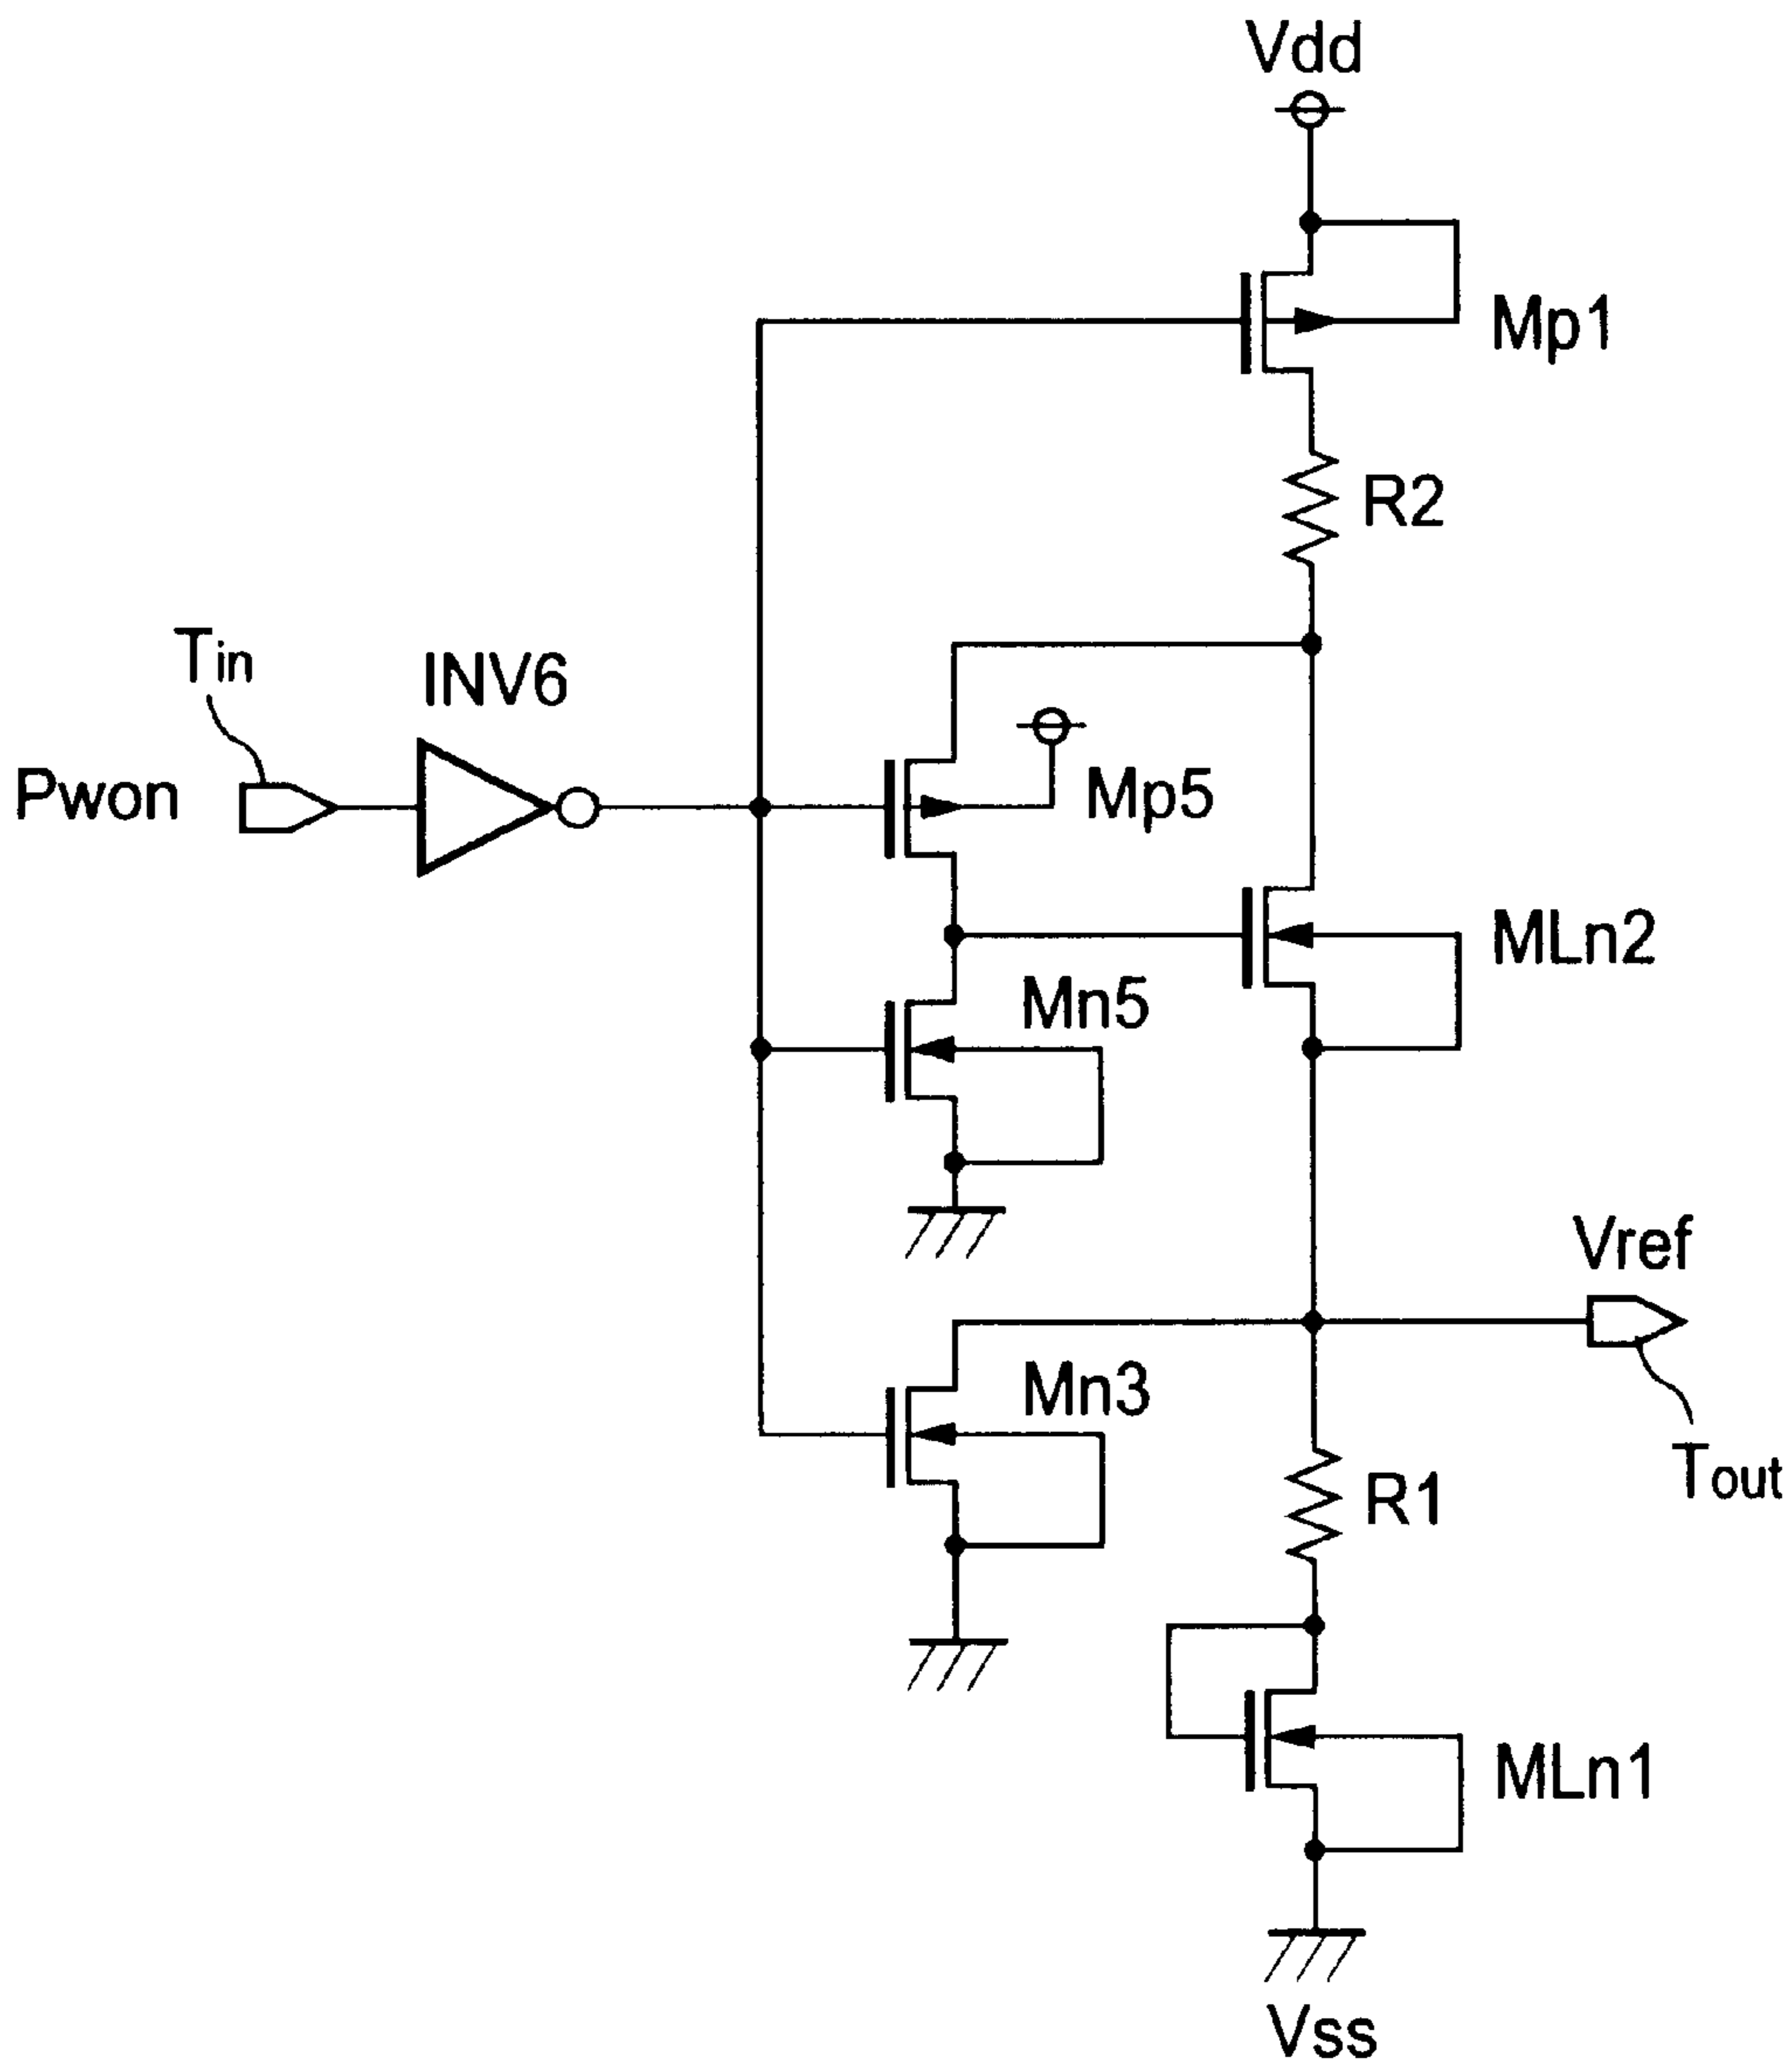 Vdd
Mp1
R2
Tin
INV6
Pwon
Mp5
MLn2
Mn5
Vref
Mn3
Tout
R1
MLn1
Vss